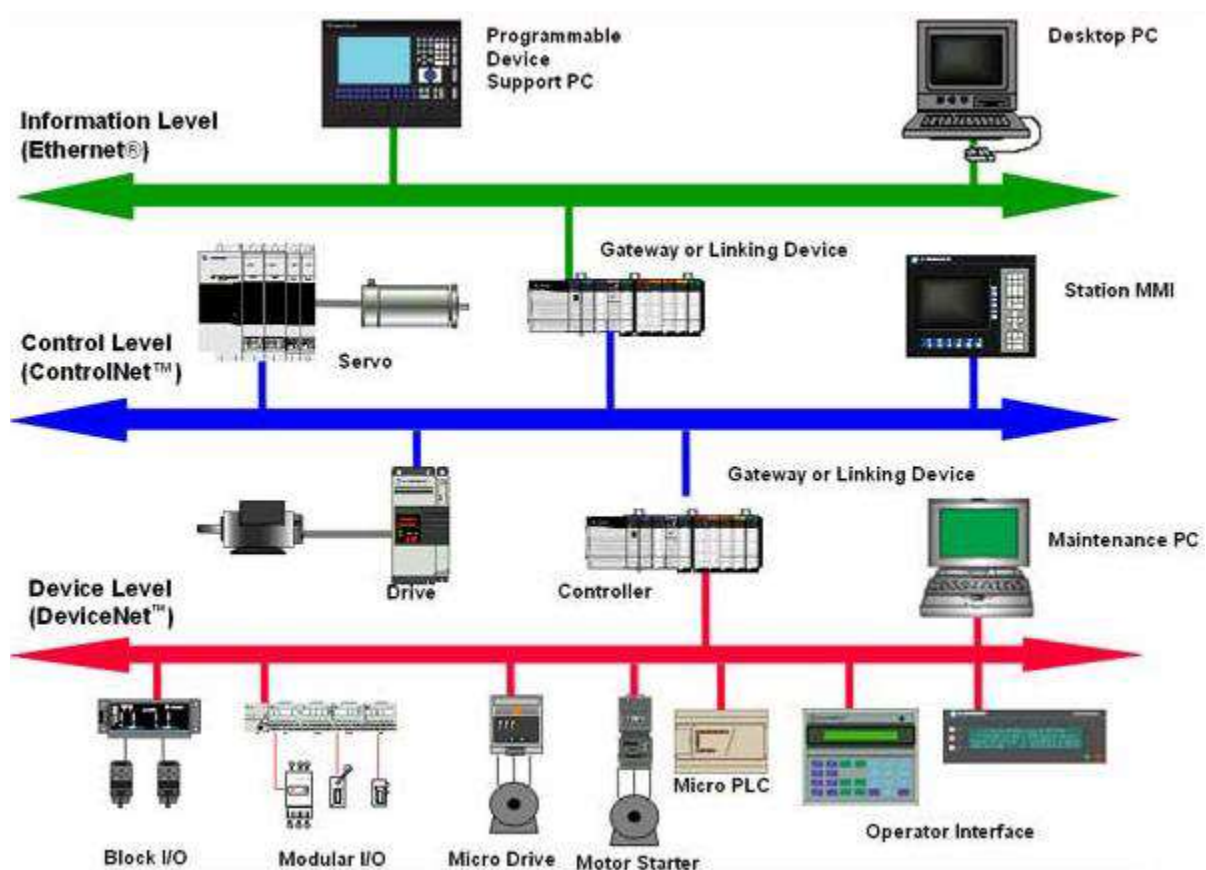 Programmable
Device
Support PC
Desktop PC
Information Level
(Ethernet®)
Gateway or Linking Device
Station MMI
Servo
Control Level
(ControlNet™)
Gateway or Linking Device
Maintenance PC
Drive
Controller
Device Level
(DeviceNet™)
Micro PLC
Operator Interface
Block I/O
Modular I/O
Micro Drive
Motor Starter